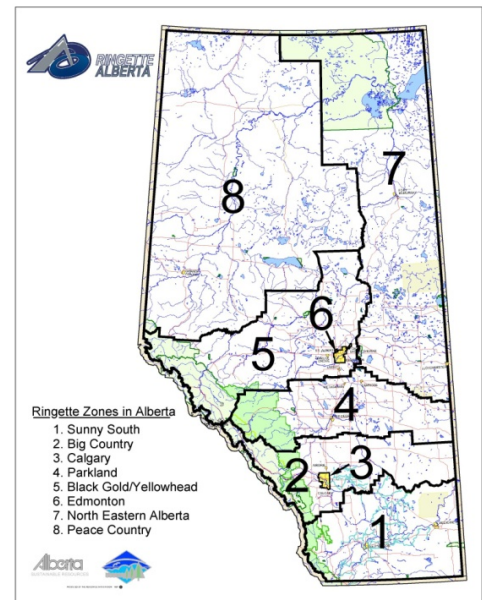 RINGETTE
ALBERTA
7
8
6
5
4
3
2
1
Ringette Zones in Alberta
1. Sunny South
2. Big Country
3. Calgary
4. Parkland
5. Black Gold/Yellowhead
6. Edmonton
7. North Eastern Alberta
8. Peace Country
Alberta
SUSTAINABLE RESOURCES